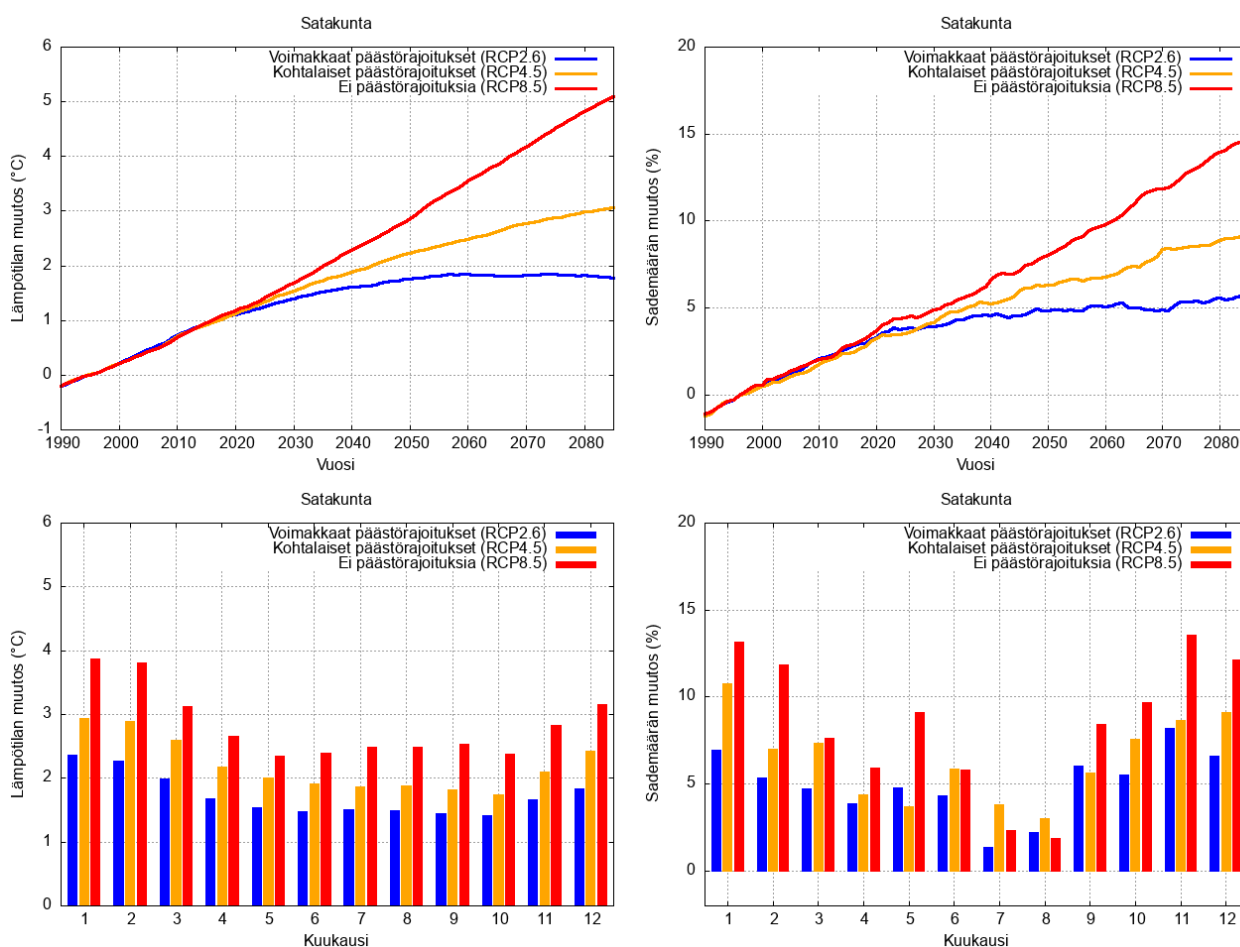 Satakunta
Lämpötilan muutos (°C)
6
5
4
3
2
1
0
-1
Voimakkaat päästörajoitukset (RCP2.6)
Kohtalaiset päästörajoitukset (RCP4.5)
Ei päästörajoituksia (RCP8.5)
1990 2000 2010 2020 2030 2040 2050 2060 2070 2080
Vuosi
Satakunta
Sademäärän muutos (%)
20
15
10
5
0
Voimakkaat päästörajoitukset (RCP2.6)
Kohtalaiset päästörajoitukset (RCP4.5)
Ei päästörajoituksia (RCP8.5)
1990 2000 2010 2020 2030 2040 2050 2060 2070 2080
Vuosi
Satakunta
Lämpötilan muutos (°C)
6
5
4
3
2
1
0
Voimakkaat päästörajoitukset (RCP2.6)
Kohtalaiset päästörajoitukset (RCP4.5)
Ei päästörajoituksia (RCP8.5)
1 2 3 4 5 6 7 8 9 10 11 12
Kuukausi
Satakunta
Sademäärän muutos (%)
20
15
10
5
0
Voimakkaat päästörajoitukset (RCP2.6)
Kohtalaiset päästörajoitukset (RCP4.5)
Ei päästörajoituksia (RCP8.5)
1 2 3 4 5 6 7 8 9 10 11 12
Kuukausi